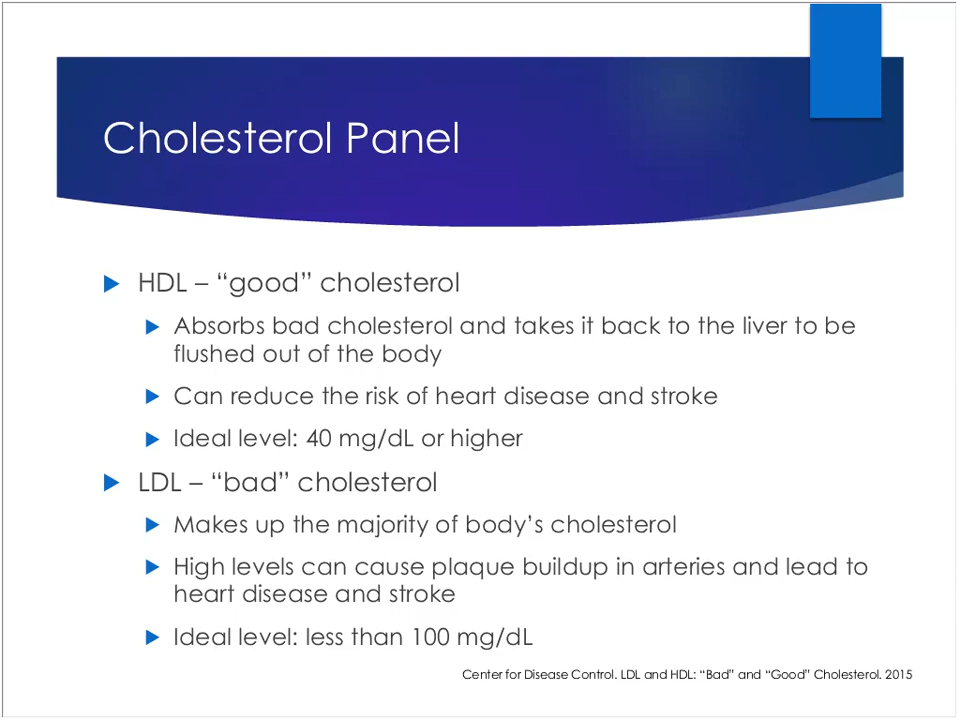 Cholesterol Panel
HDL – “good” cholesterol
Absorbs bad cholesterol and takes it back to the liver to be
flushed out of the body
Can reduce the risk of heart disease and stroke
Ideal level: 40 mg/dL or higher
LDL – “bad” cholesterol
Makes up the majority of body’s cholesterol
High levels can cause plaque buildup in arteries and lead to
heart disease and stroke
Ideal level: less than 100 mg/dL
Center for Disease Control. LDL and HDL: “Bad” and “Good” Cholesterol. 2015